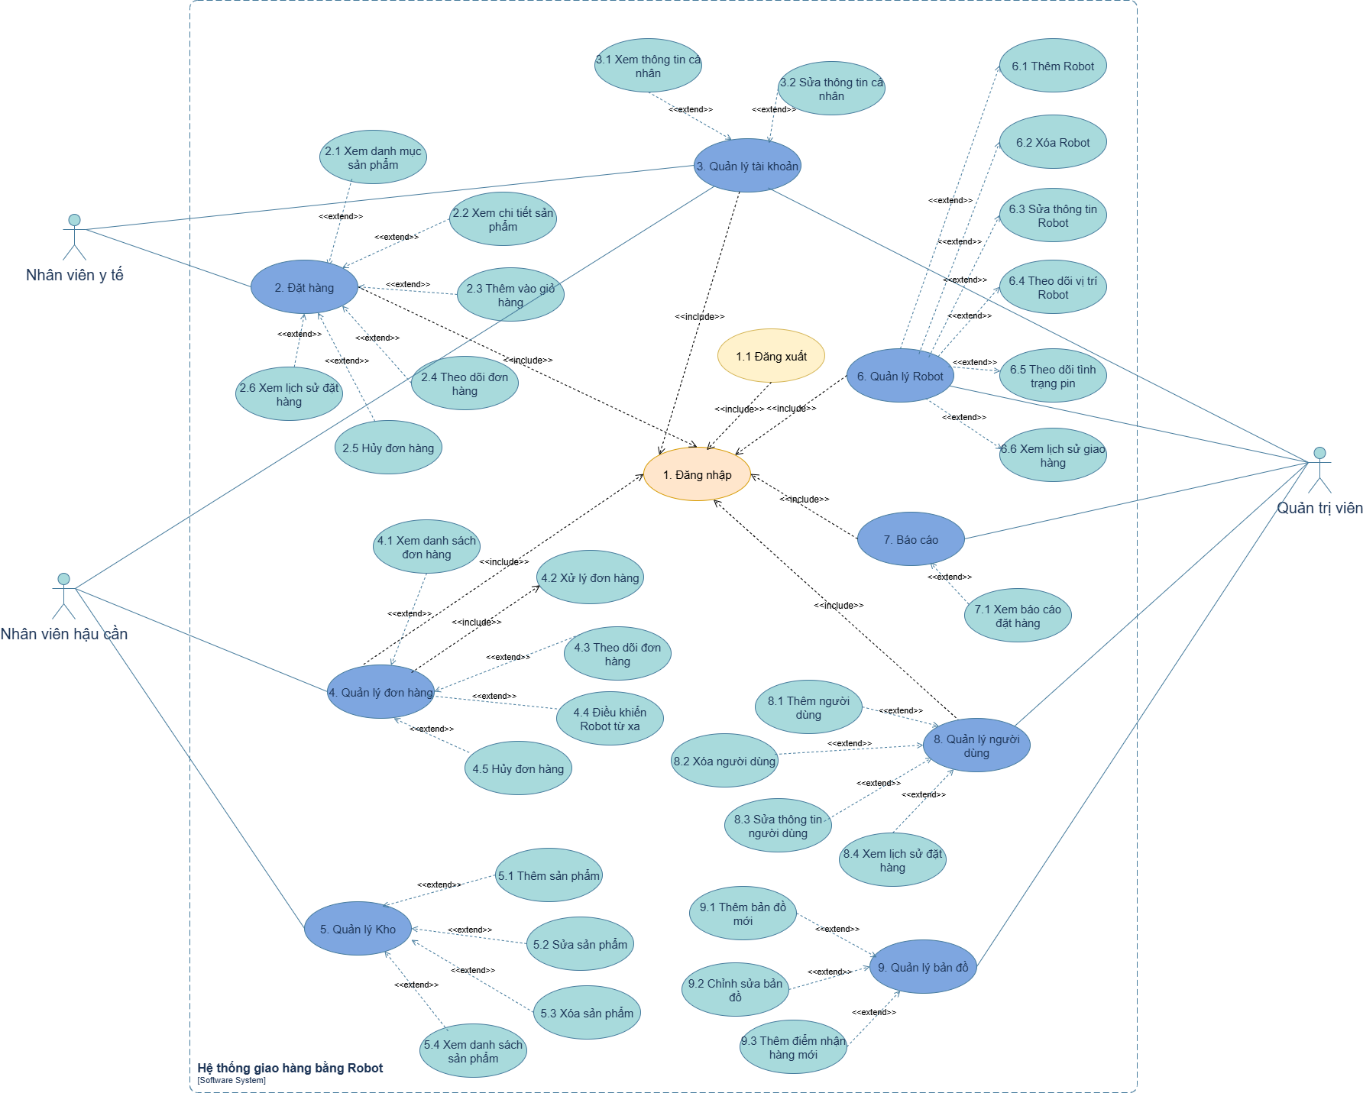 3.1 Xem thông tin cá
nhân
3.2 Sửa thông tin cá
nhân
6.1 Thêm Robot
<<extend>>
<<extend>>
2.1 Xem danh mục
sản phẩm
3. Quản lý tài khoản
6.2 Xóa Robot
<<extend>>
2.2 Xem chi tiết sản
phẩm
<<extend>>
6.3 Sửa thông tin
Robot
<<extend>>
<<extend>>
Nhân viên y tế
2. Đặt hàng
<<extend>>
2.3 Thêm vào giỏ
hàng
<<extend>>
6.4 Theo dõi vị trí
Robot
<<include>>
<<extend>>
<<extend>>
<<extend>>
<<extend>>
<<include>>
1.1 Đăng xuất
<<extend>>
6.5 Theo dõi tình
trạng pin
2.6 Xem lịch sử đặt
hàng
2.4 Theo dõi đơn
hàng
6. Quản lý Robot
<<include>>
<<include>>
<<extend>>
2.5 Hủy đơn hàng
6.6 Xem lịch sử giao
hàng
1. Đăng nhập
Quản trị viên
<<include>>
4.1 Xem danh sách
đơn hàng
7. Báo cáo
<<include>>
4.2 Xử lý đơn hàng
<<extend>>
<<extend>>
<<include>>
<<include>>
7.1 Xem báo cáo
đặt hàng
Nhân viên hậu cần
4.3 Theo dõi đơn
hàng
<<extend>>
4. Quản lý đơn hàng
<<extend>>
4.4 Điều khiển
Robot từ xa
8.1 Thêm người
dùng
<<extend>>
<<extend>>
8. Quản lý người
dùng
<<extend>>
4.5 Hủy đơn hàng
8.2 Xóa người dùng
<<extend>>
<<extend>>
8.3 Sửa thông tin
người dùng
8.4 Xem lịch sử đặt
hàng
5.1 Thêm sản phẩm
<<extend>>
9.1 Thêm bản đồ
mới
5. Quản lý Kho
<<extend>>
<<extend>>
5.2 Sửa sản phẩm
9. Quản lý bản đồ
<<extend>>
<<extend>>
9.2 Chỉnh sửa bản
đồ
<<extend>>
5.3 Xóa sản phẩm
<<extend>>
5.4 Xem danh sách
sản phẩm
9.3 Thêm điểm nhận
hàng mới
Hệ thống giao hàng bằng Robot
[Software System]